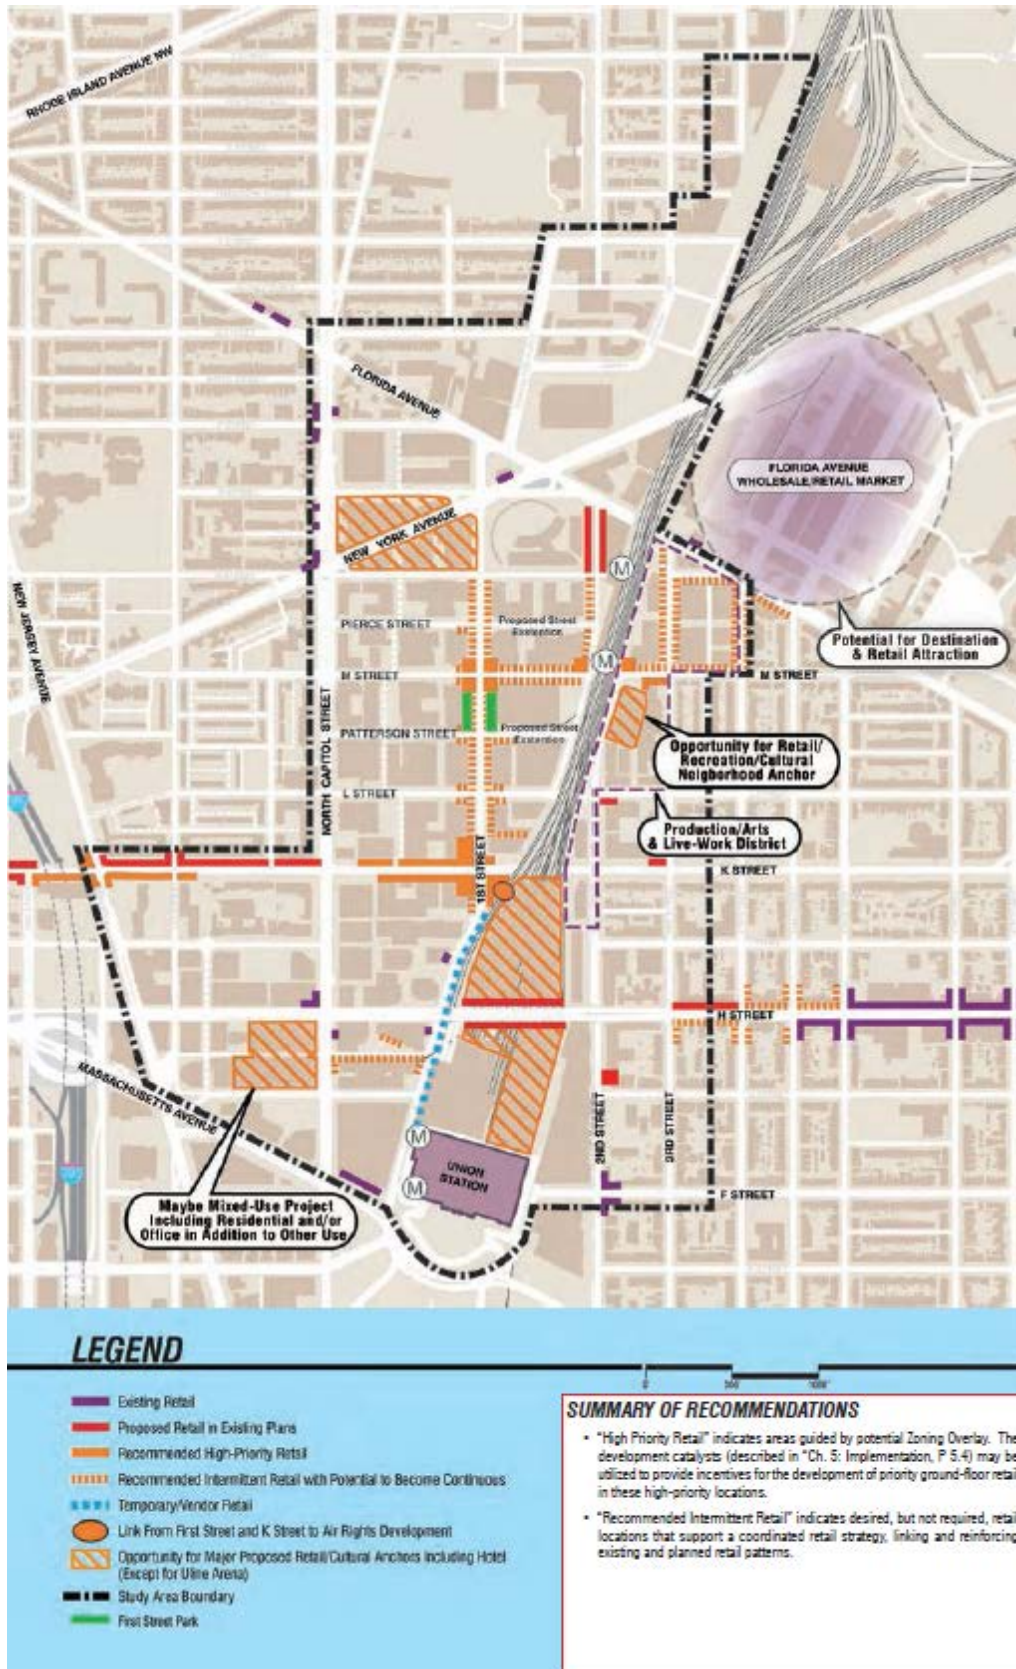 RHODE ISLAND AVENUE NW
FLORIDA AVENUE
FLORIDA AVENUE
WHOLESALE/RETAIL MARKET
NEW YORK AVENUE
NEW JERSEY AVENUE
PIERCE STREET
Proposed Street
Extention
Potential for Destination
& Retail Attraction
M STREET
M STREET
NORTH CAPITOL STREET
PATTERSON STREET
Proposed Street
Extention
Opportunity for Retail/
Recreation/Cultural
Neigborhood Anchor
L STREET
Production/Arts
& Live-Work District
1ST STREET
K STREET
H STREET
MASSACHUSETTS AVENUE
2ND STREET
3RD STREET
M
M
M
M
UNION
STATION
F STREET
Maybe Mixed-Use Project
Including Residential and/or
Office in Addition to Other Use
LEGEND
0
Existing Retail
Proposed Retail in Existing Plans
Recommended High-Priority Retail
Recommended Intermittent Retail with Potential to Become Continuous
Temporary/Vendor Retail
Link From First Street and K Street to Air Rights Development
Opportunity for Major Proposed Retail/Cultural Anchors Including Hotel
(Except for Uline Arena)
Study Area Boundary
First Street Park
SUMMARY OF RECOMMENDATIONS
• "High Priority Retail" indicates areas guided by potential Zoning Overlay. The
development catalysts (described in "Ch. 5: Implementation, P 5.4) may be
utilized to provide incentives for the development of priority ground-floor retail
in these high-priority locations.
• "Recommended Intermittent Retail" indicates desired, but not required, retail
locations that support a coordinated retail strategy, linking and reinforcing
existing and planned retail patterns.